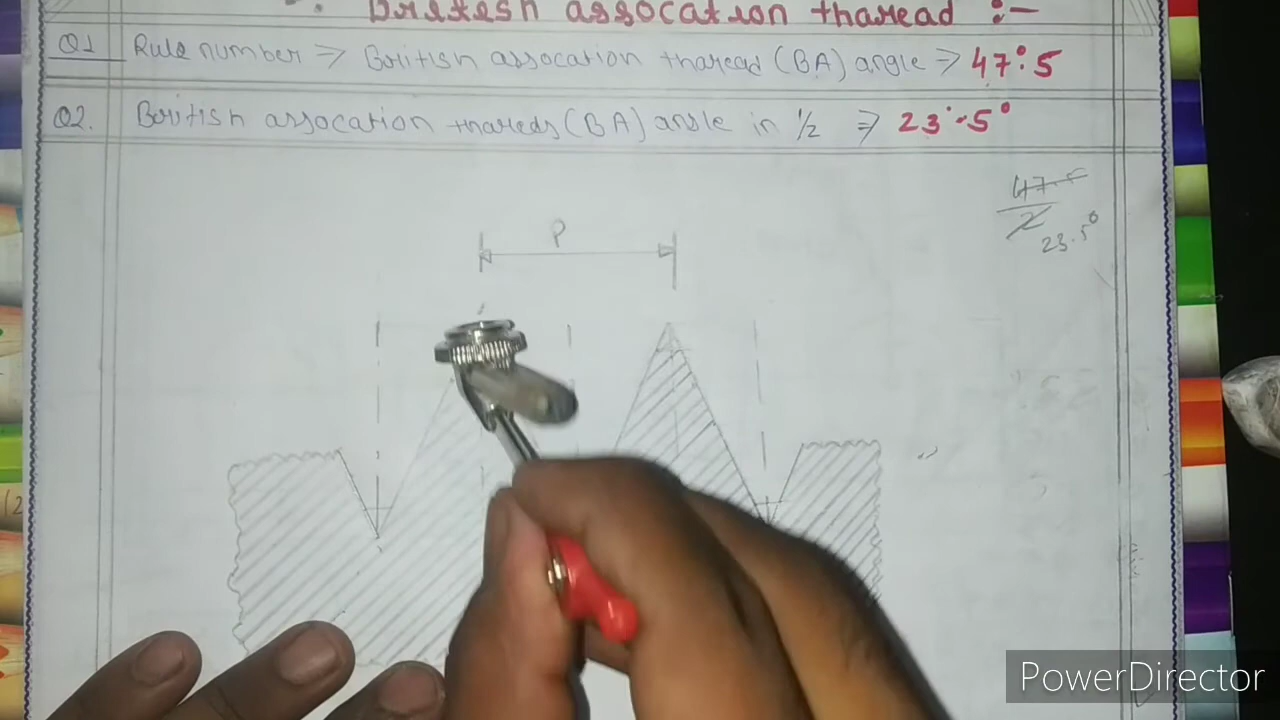 British assocation tharead :-
Q1 Rule number ⇒ British assocation tharead (BA) angle ⇒ 47°.5
Q2. British assocation thareds (BA) angle in 1/2 ⇒ 23°.5°
47.5
2
23.5°
P
PowerDirector